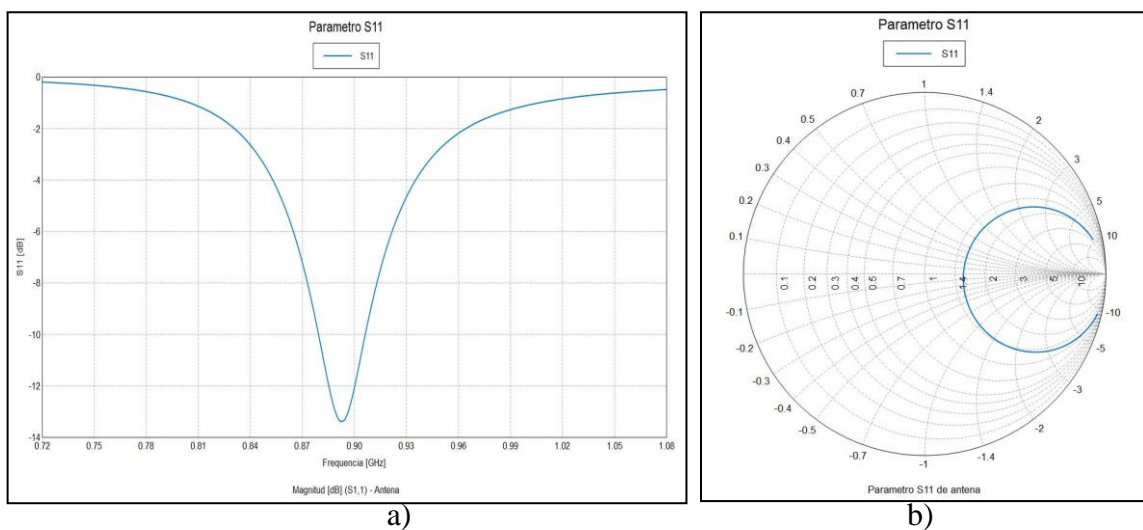 Parametro S11
S11
0
-2
-4
-6
-8
-10
-12
-14
S11 [dB]
0.72 0.75 0.78 0.81 0.84 0.87 0.90 0.93 0.96 0.99 1.02 1.05 1.08
Frequencia [GHz]
Magnitud [dB] (S1,1) - Antena
a)
Parametro S11
S11
1
0.7 1.4
0.5 2
0.4
0.3 3
0.2 5
0.1 10
0.1 0.2 0.3 0.4 0.5 0.7 1 1.4 2 3 5 10
-0.1 -10
-0.2 -5
-0.3 -3
-0.4
-0.5 -2
-0.7 -1.4
-1
Parametro S11 de antena
b)